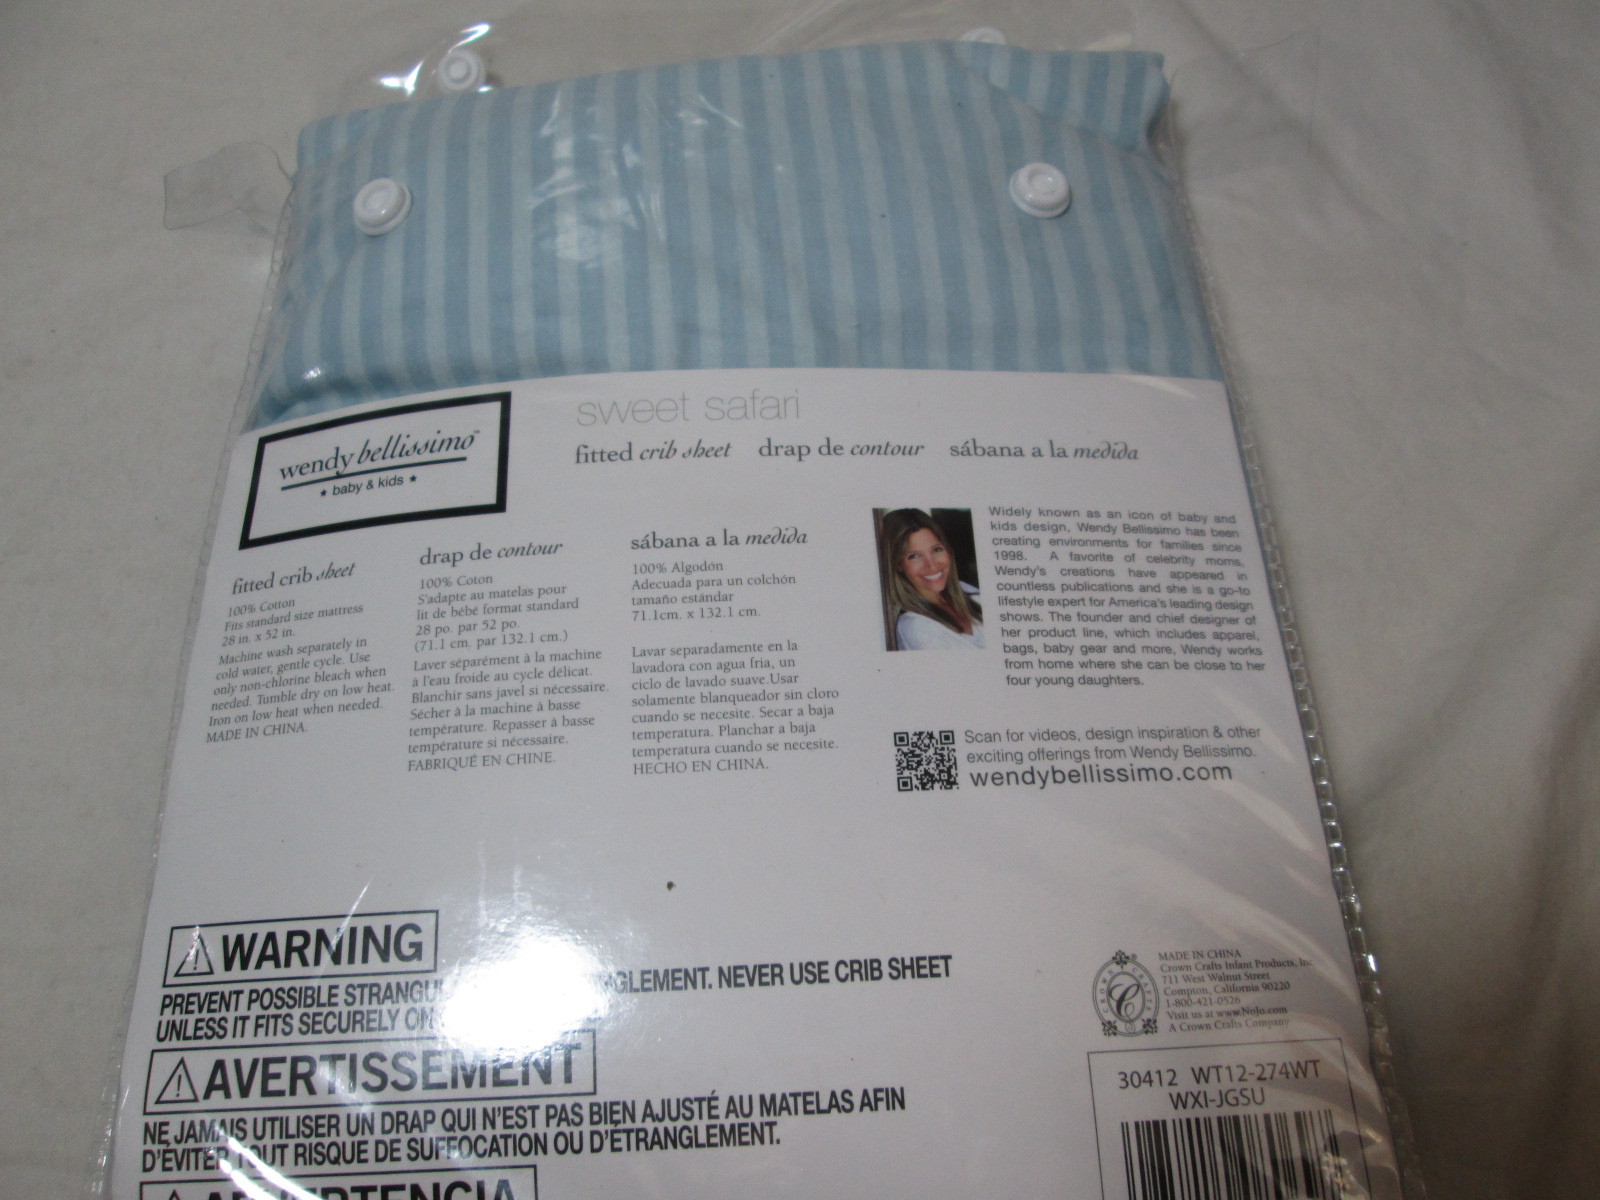 sweet safari
fitted crib sheet drap de contour sábana a la medida
wendy bellissimo™
★ baby & kids ★
fitted crib sheet
100% Cotton
Fits standard size mattress
28 in. x 52 in.
Machine wash separately in
cold water, gentle cycle. Use
only non-chlorine bleach when
needed. Tumble dry on low heat.
Iron on low heat when needed.
MADE IN CHINA.
drap de contour
100% Coton
S'adapte au matelas pour
lit de bébé format standard
28 po. par 52 po.
(71.1 cm. par 132.1 cm.)
Laver séparément à la machine
à l'eau froide au cycle délicat.
Blanchir sans javel si nécessaire.
Sécher à la machine à basse
température. Repasser à basse
température si nécessaire.
FABRIQUÉ EN CHINE.
sábana a la medida
100% Algodón
Adecuada para un colchón
tamaño estándar
71.1cm. x 132.1 cm.
Lavar separadamente en la
lavadora con agua fria, un
ciclo de lavado suave.Usar
solamente blanqueador sin cloro
cuando se necesite. Secar a baja
temperatura. Planchar a baja
temperatura cuando se necesite.
HECHO EN CHINA.
Widely known as an icon of baby and
kids design, Wendy Bellissimo has been
creating environments for families since
1998. A favorite of celebrity moms,
Wendy's creations have appeared in
countless publications and she is a go-to
lifestyle expert for America's leading design
shows. The founder and chief designer of
her product line, which includes apparel,
bags, baby gear and more, Wendy works
from home where she can be close to her
four young daughters.
Scan for videos, design inspiration & other
exciting offerings from Wendy Bellissimo.
wendybellissimo.com
⚠WARNING
PREVENT POSSIBLE STRANGU NGLEMENT. NEVER USE CRIB SHEET
UNLESS IT FITS SECURELY ON
⚠AVERTISSEMENT
NE JAMAIS UTILISER UN DRAP QUI N'EST PAS BIEN AJUSTÉ AU MATELAS AFIN
D'ÉVITER TOUT RISQUE DE SUFFOCATION OU D'ÉTRANGLEMENT.
⚠ADVERTENCIA
CROWN CRAFTS
C
MADE IN CHINA
Crown Crafts Infant Products, Inc.
711 West Walnut Street
Compton, California 90220
1-800-421-0526
Visit us at www.NoJo.com
A Crown Crafts Company
30412 WT12-274WT
WXI-JGSU